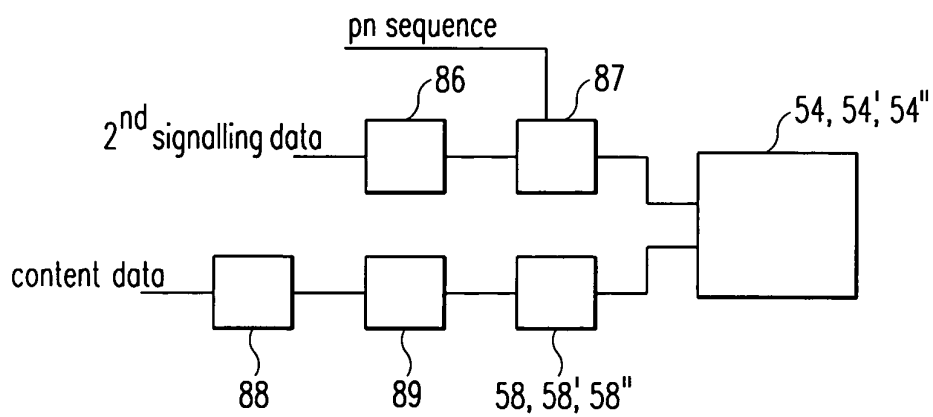 pn sequence
86
87
54, 54', 54"
2nd signalling data
content data
88
89
58, 58', 58"